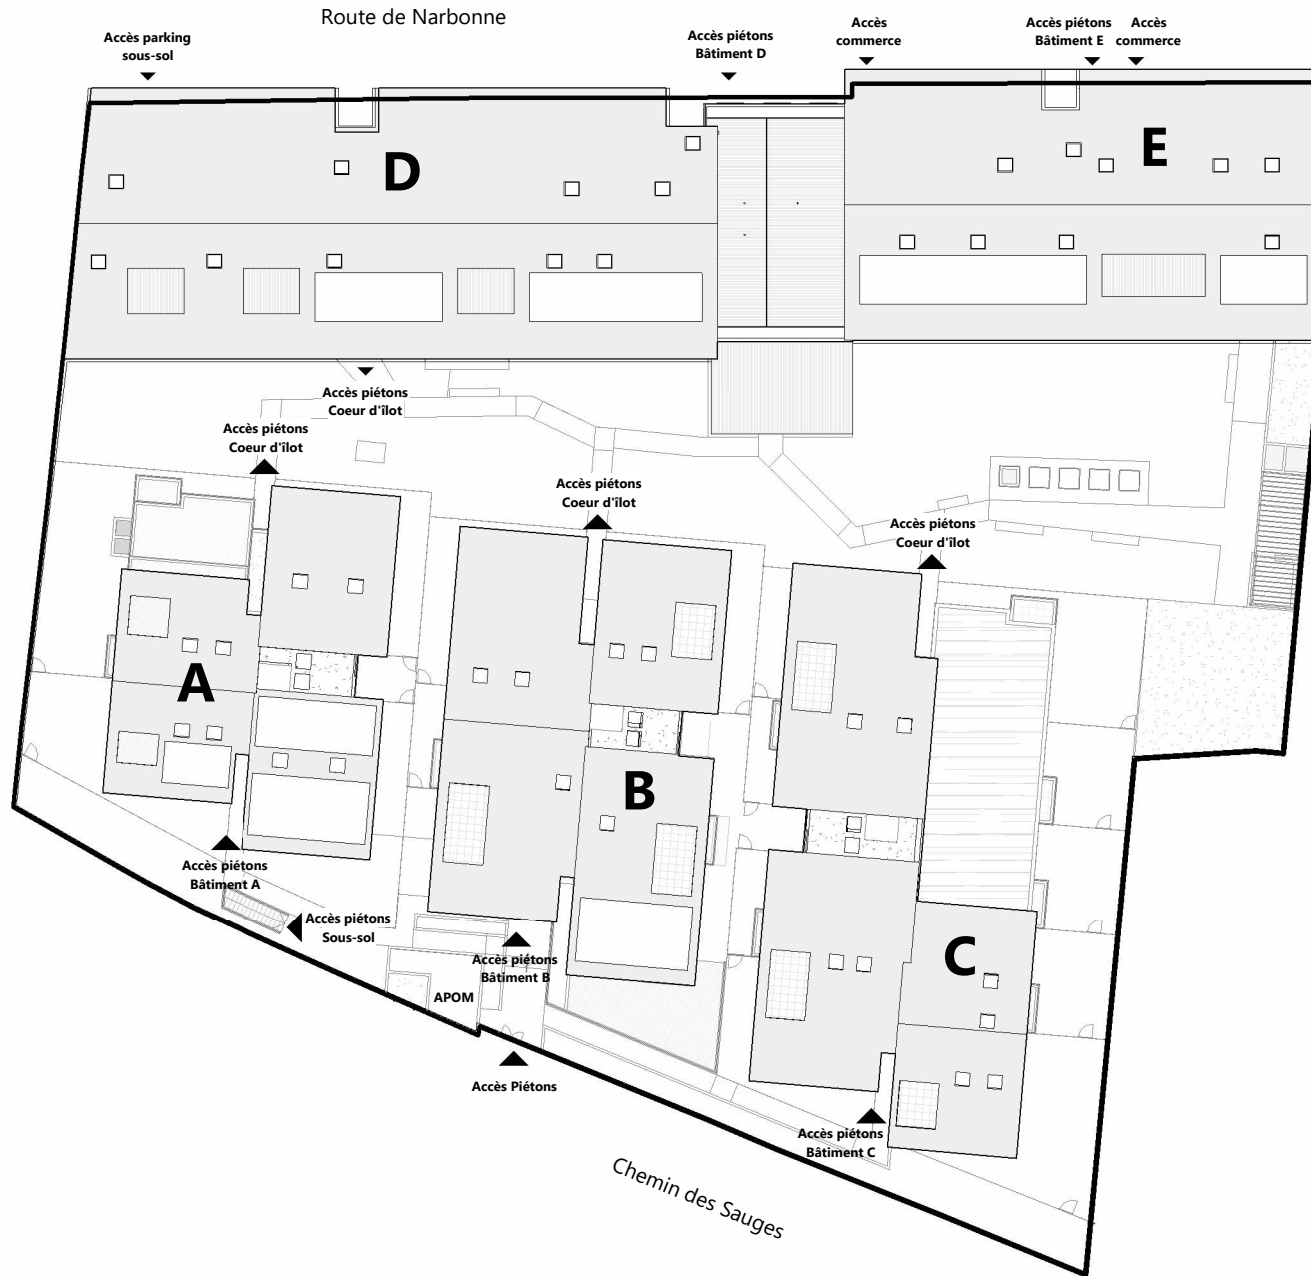 Route de Narbonne
Accès parking
sous-sol
Accès piétons
Bâtiment D
Accès
commerce
Accès piétons
Bâtiment E
Accès
commerce
D
E
Accès piétons
Coeur d'îlot
Accès piétons
Coeur d'îlot
Accès piétons
Coeur d'îlot
Accès piétons
Coeur d'îlot
A
B
C
Accès piétons
Bâtiment A
Accès piétons
Sous-sol
Accès piétons
Bâtiment B
APOM
Accès Piétons
Accès piétons
Bâtiment C
Chemin des Sauges